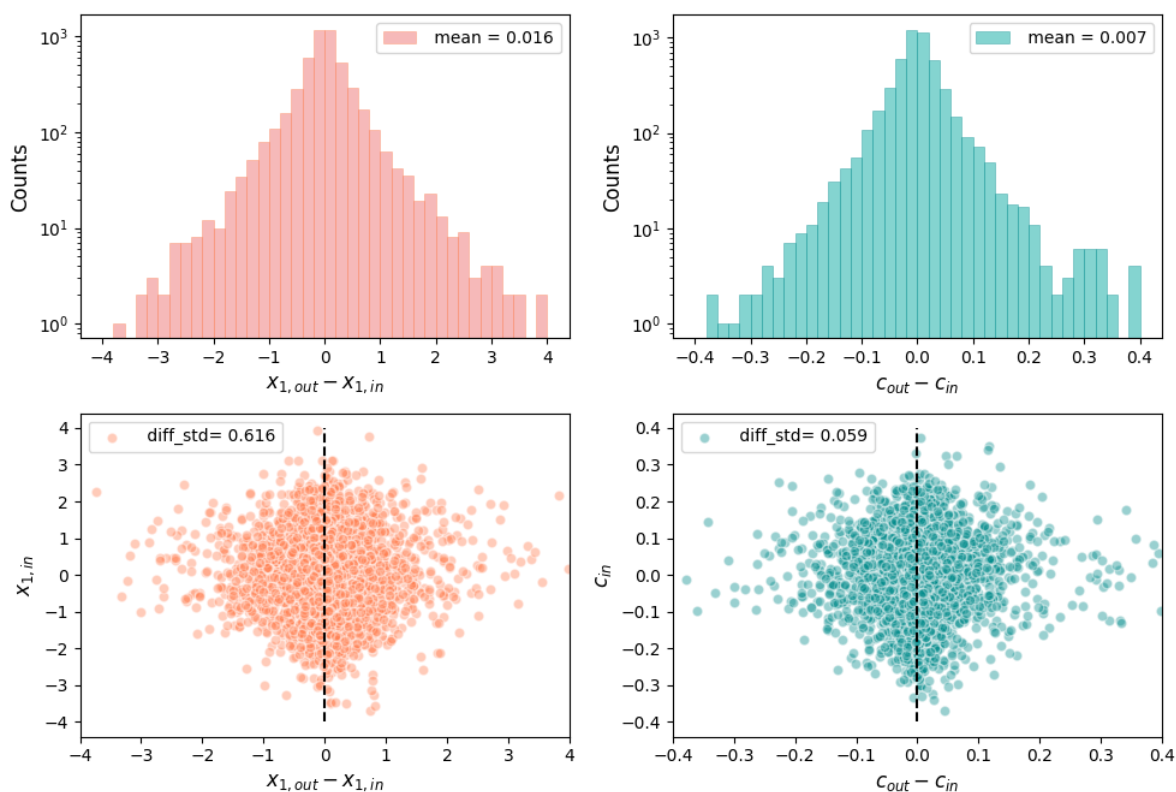 mean = 0.016
10³
10²
10¹
10⁰
Counts
−4 −3 −2 −1 0 1 2 3 4
x1,out − x1,in
mean = 0.007
10³
10²
10¹
10⁰
Counts
−0.4 −0.3 −0.2 −0.1 0.0 0.1 0.2 0.3 0.4
cout − cin
diff_std= 0.616
4
3
2
1
0
−1
−2
−3
−4
x1,in
−4 −3 −2 −1 0 1 2 3 4
x1,out − x1,in
diff_std= 0.059
0.4
0.3
0.2
0.1
0.0
−0.1
−0.2
−0.3
−0.4
cin
−0.4 −0.3 −0.2 −0.1 0.0 0.1 0.2 0.3 0.4
cout − cin